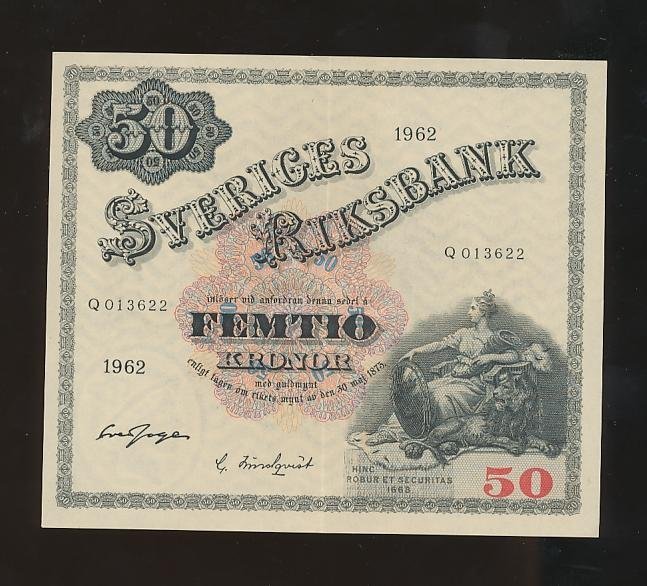 50
1962
SVERIGES
RIKSBANK
Q 013622
inlöser vid anfordran denna sedel å
Q 013622
FEMTIO
KRONOR
1962
med guldmynt
enligt lagen om rikets mynt av den 30 maj 1873.
HINC
ROBUR ET SECURITAS
1668
50